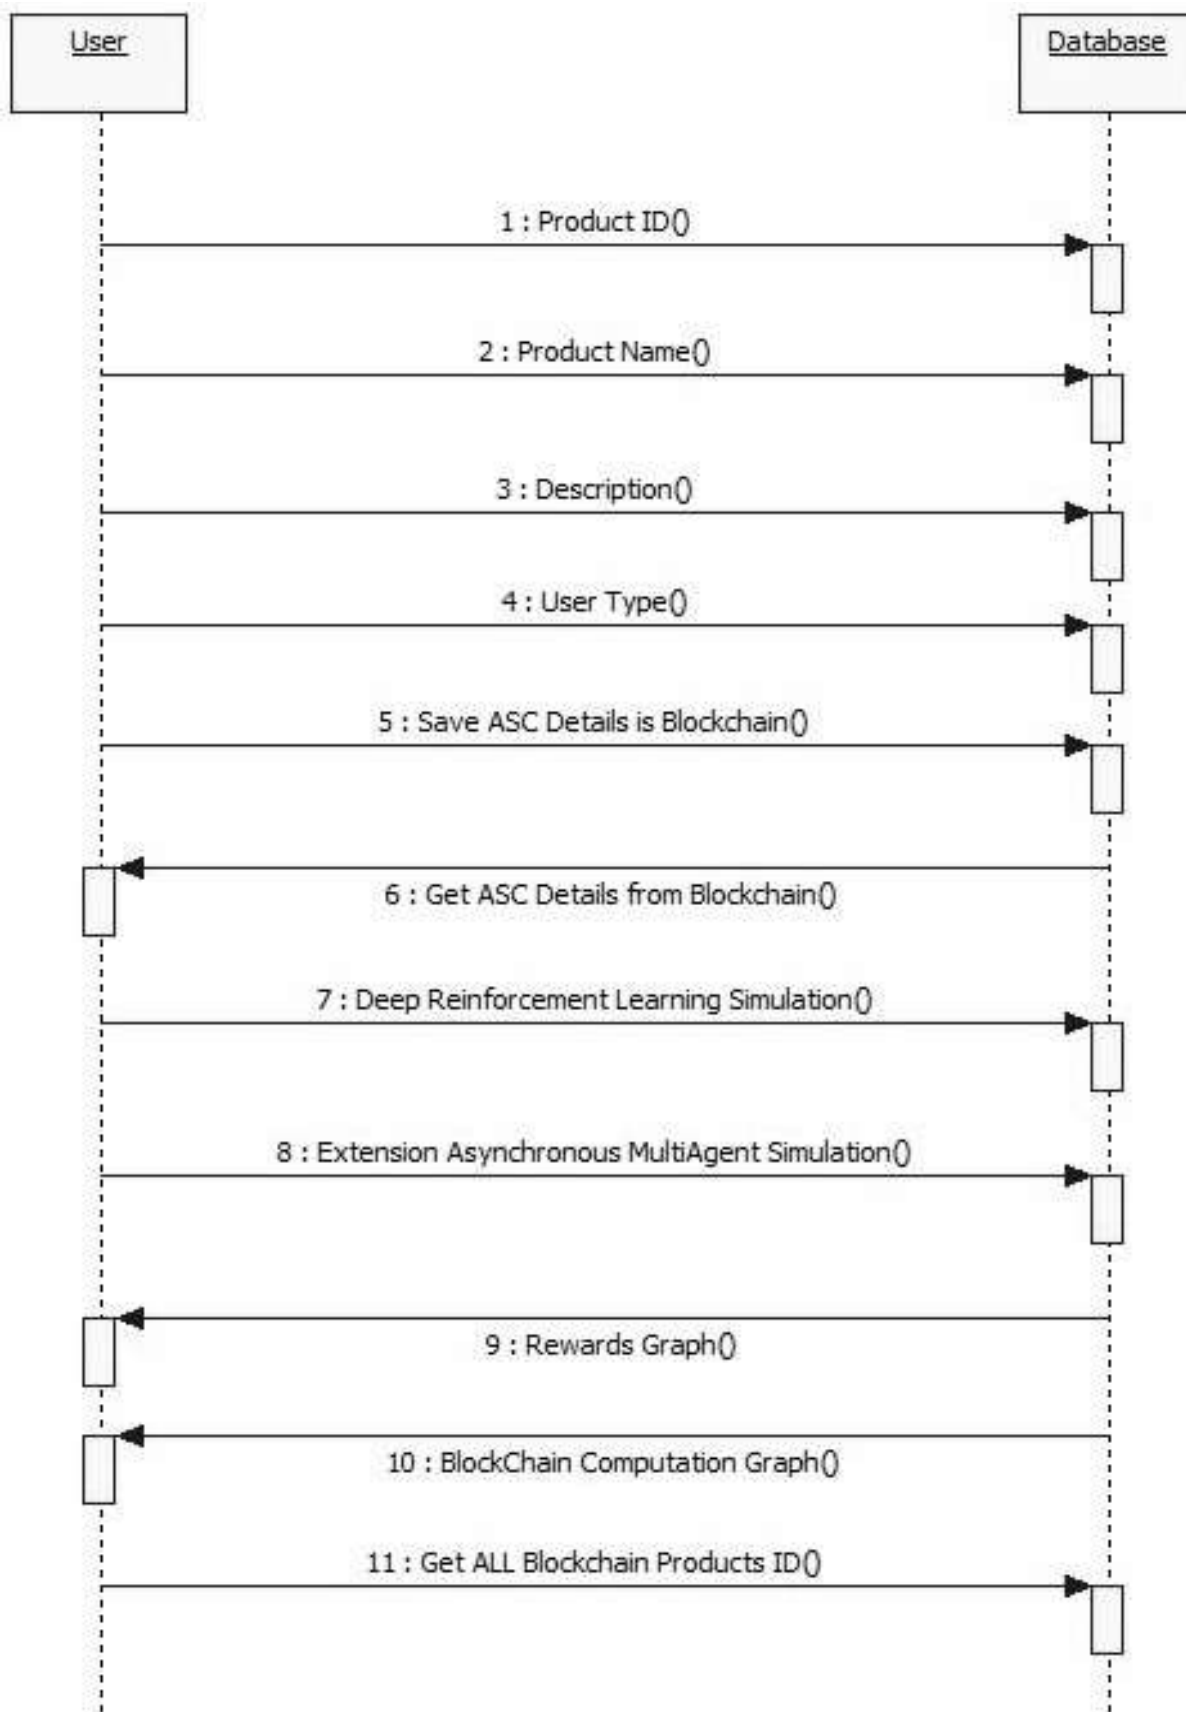 User
Database
1 : Product ID()
2 : Product Name()
3 : Description()
4 : User Type()
5 : Save ASC Details is Blockchain()
6 : Get ASC Details from Blockchain()
7 : Deep Reinforcement Learning Simulation()
8 : Extension Asynchronous MultiAgent Simulation()
9 : Rewards Graph()
10 : BlockChain Computation Graph()
11 : Get ALL Blockchain Products ID()